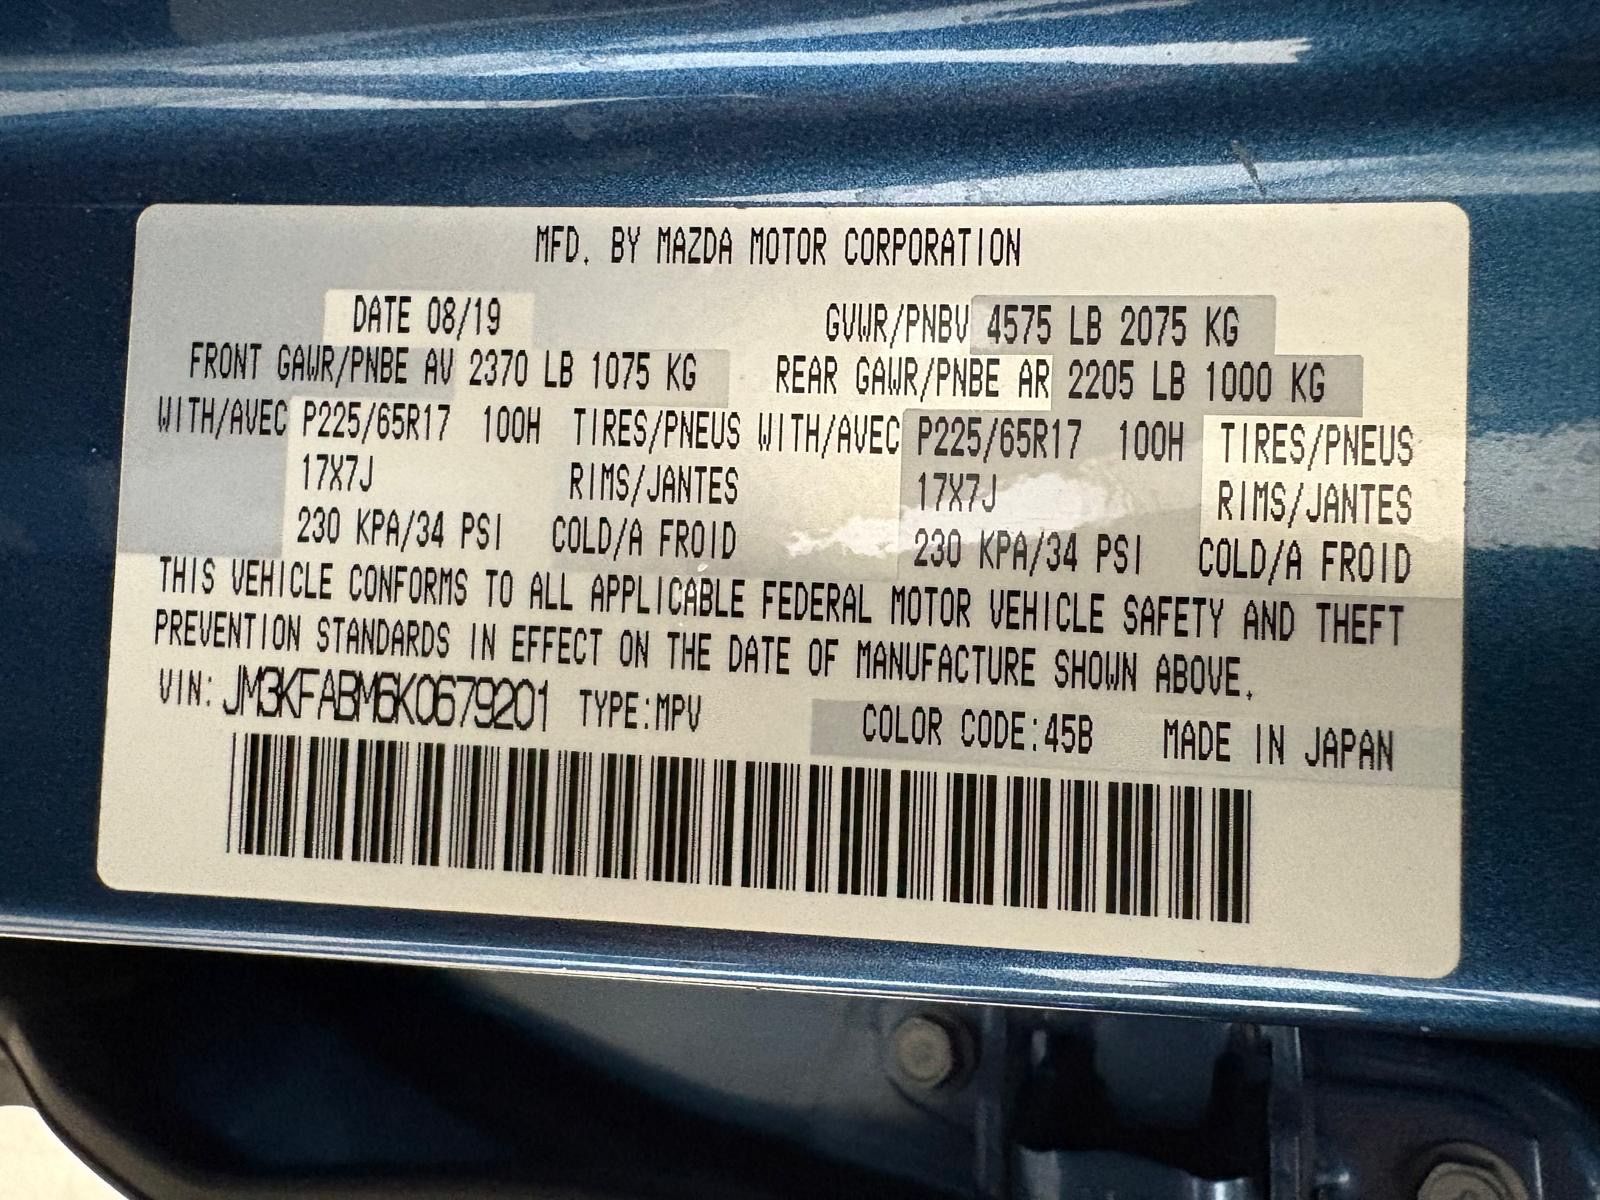 MFD. BY MAZDA MOTOR CORPORATION
DATE 08/19 GVWR/PNBV 4575 LB 2075 KG
FRONT GAWR/PNBE AV 2370 LB 1075 KG REAR GAWR/PNBE AR 2205 LB 1000 KG
WITH/AVEC P225/65R17 100H TIRES/PNEUS WITH/AVEC P225/65R17 100H TIRES/PNEUS
17X7J RIMS/JANTES 17X7J RIMS/JANTES
230 KPA/34 PSI COLD/A FROID 230 KPA/34 PSI COLD/A FROID
THIS VEHICLE CONFORMS TO ALL APPLICABLE FEDERAL MOTOR VEHICLE SAFETY AND THEFT
PREVENTION STANDARDS IN EFFECT ON THE DATE OF MANUFACTURE SHOWN ABOVE.
VIN: JM3KFABM6K0679201 TYPE:MPV COLOR CODE:45B MADE IN JAPAN